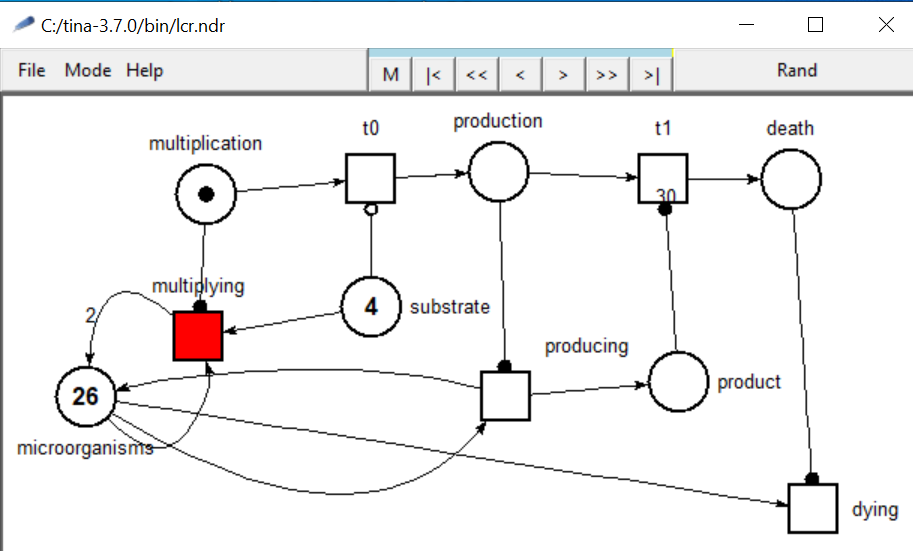 C:/tina-3.7.0/bin/lcr.ndr
File Mode Help M |< << < > >> >| Rand
multiplication
t0
production
t1
death
30
multiplying
2
4
substrate
producing
product
26
microorganisms
dying